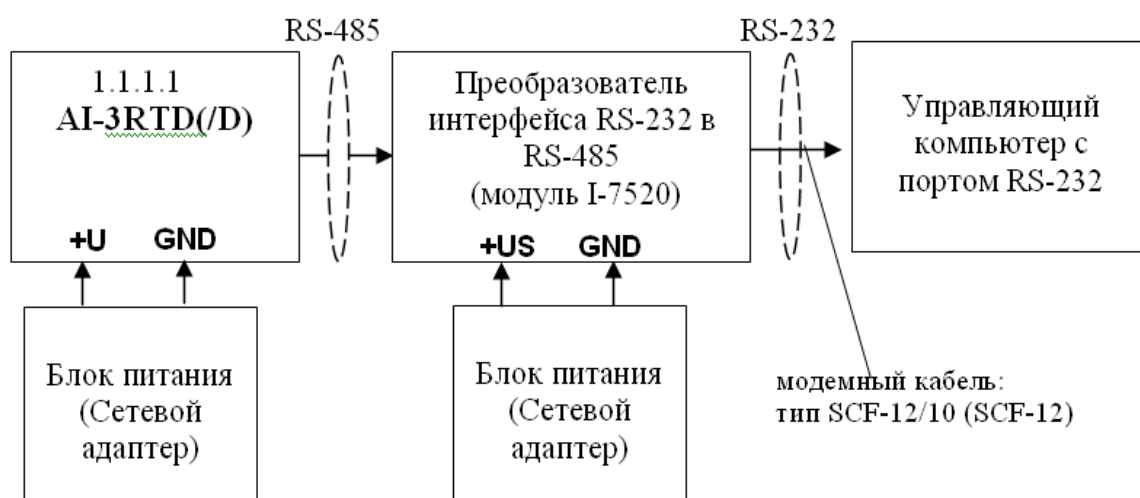 RS-485
RS-232
1.1.1.1
AI-3RTD(/D)
+U GND
Преобразователь
интерфейса RS-232 в
RS-485
(модуль I-7520)
+US GND
Управляющий
компьютер с
портом RS-232
Блок питания
(Сетевой
адаптер)
Блок питания
(Сетевой
адаптер)
модемный кабель:
тип SCF-12/10 (SCF-12)